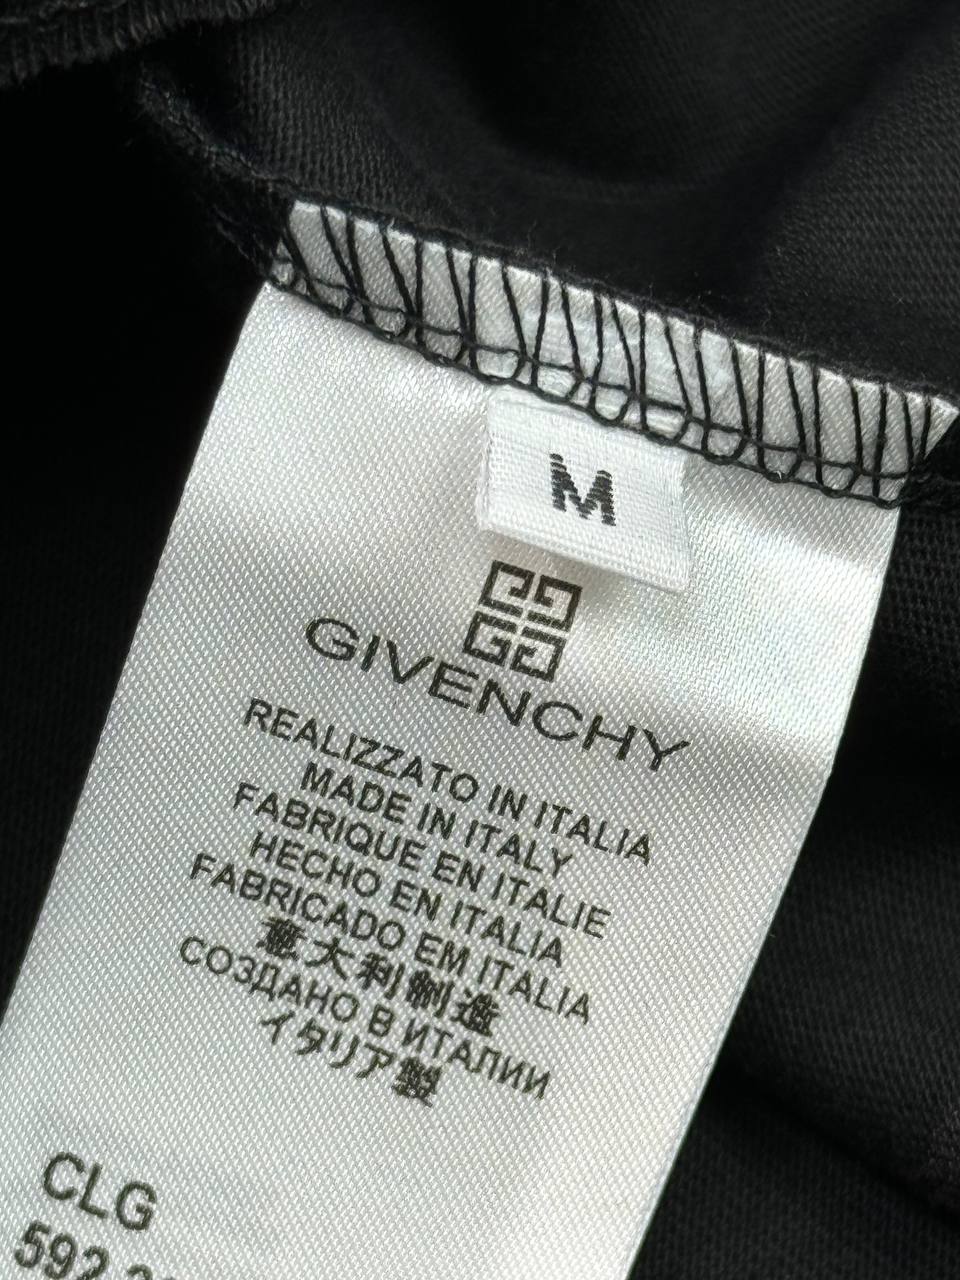 M
GIVENCHY
REALIZZATO IN ITALIA
MADE IN ITALY
FABRIQUE EN ITALIE
HECHO EN ITALIA
FABRICADO EM ITALIA
意大利制造
СОЗДАНО В ИТАЛИИ
イタリア製
CLG
592